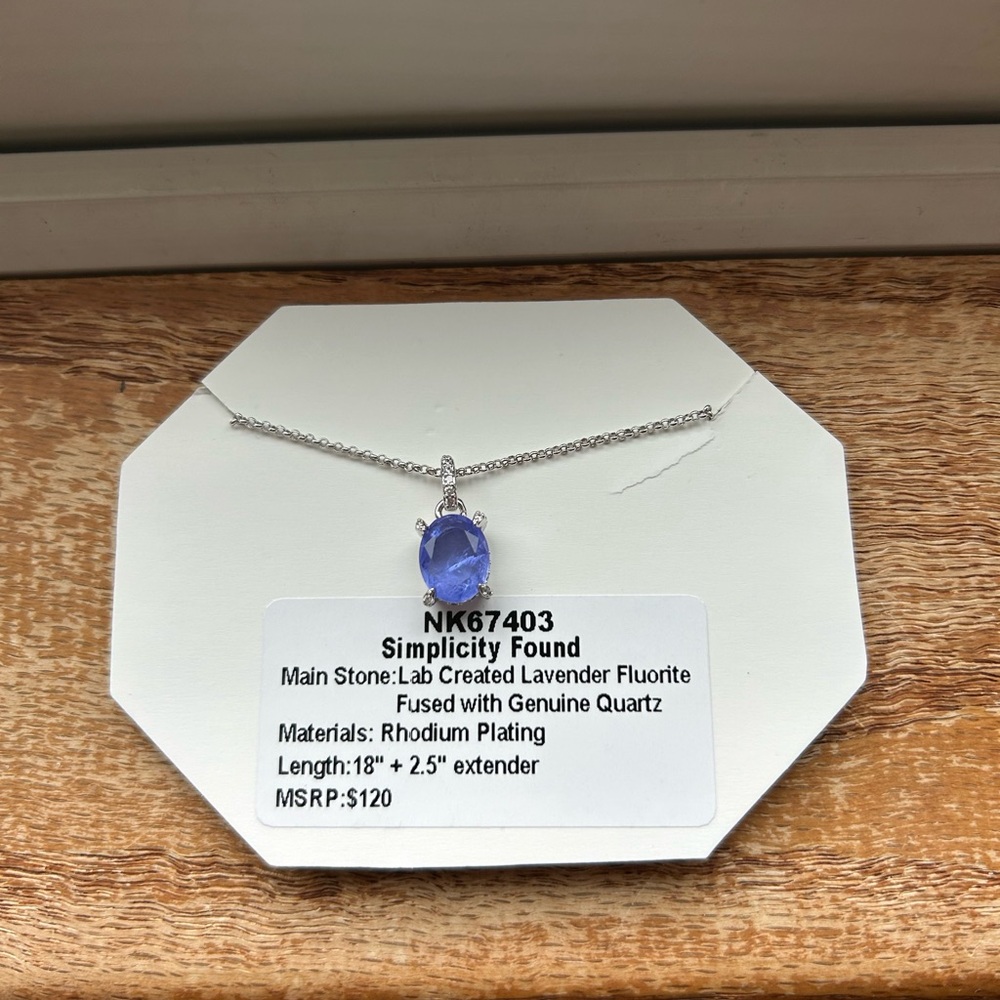 NK67403
Simplicity Found
Main Stone:Lab Created Lavender Fluorite
Fused with Genuine Quartz
Materials: Rhodium Plating
Length:18" + 2.5" extender
MSRP:$120